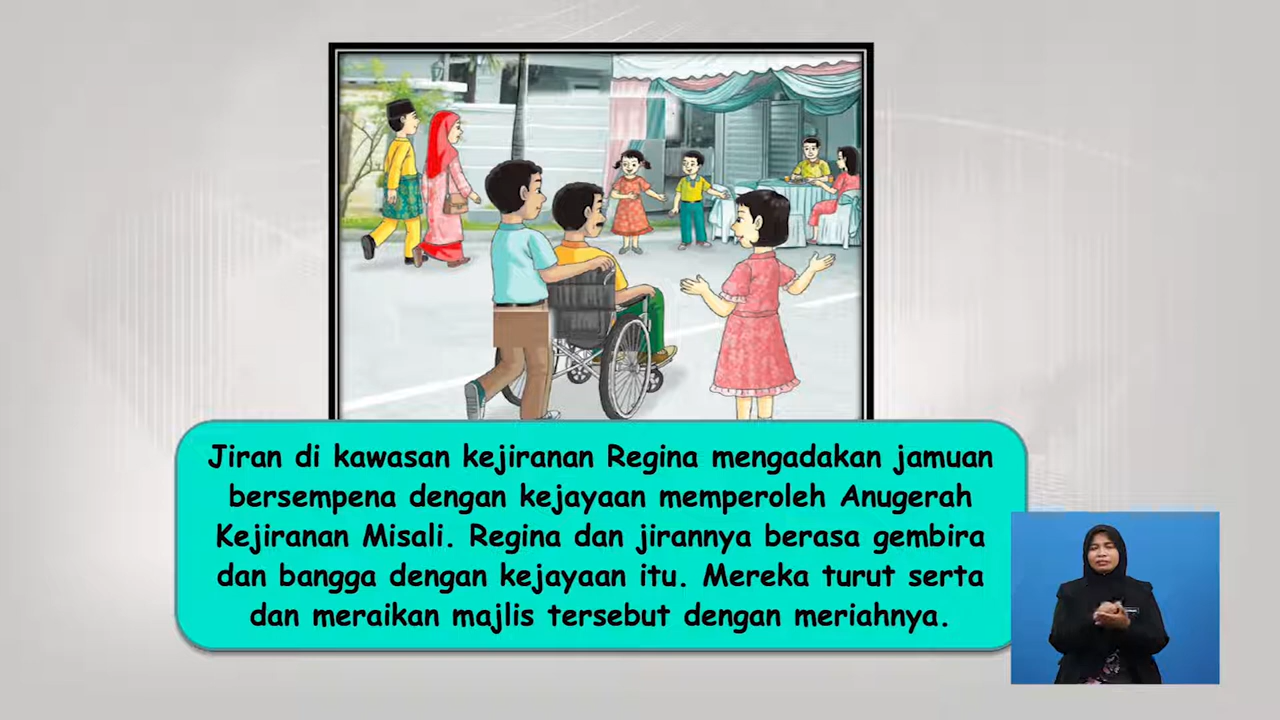 Jiran di kawasan kejiranan Regina mengadakan jamuan
bersempena dengan kejayaan memperoleh Anugerah
Kejiranan Misali. Regina dan jirannya berasa gembira
dan bangga dengan kejayaan itu. Mereka turut serta
dan meraikan majlis tersebut dengan meriahnya.